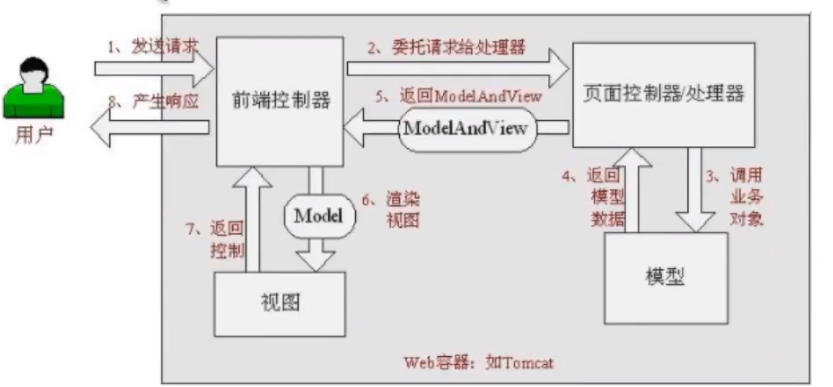 1、发送请求
2、委托请求给处理器
8、产生响应
用户
前端控制器
5、返回ModelAndView
ModelAndView
页面控制器/处理器
4、返回
模型
数据
3、调用
业务
对象
6、渲染
视图
Model
7、返回
控制
视图
模型
Web容器：如Tomcat